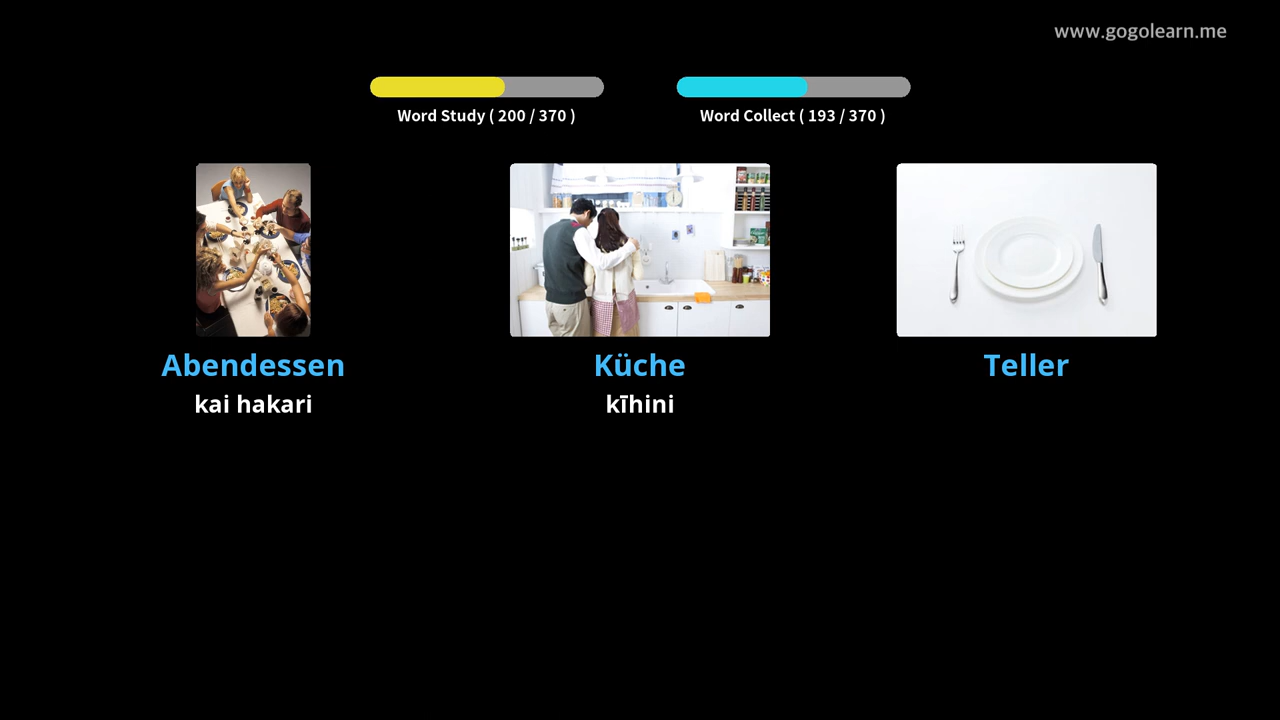 www.gogolearn.me
Word Study ( 200 / 370 )
Word Collect ( 193 / 370 )
Abendessen
kai hakari
Küche
kīhini
Teller